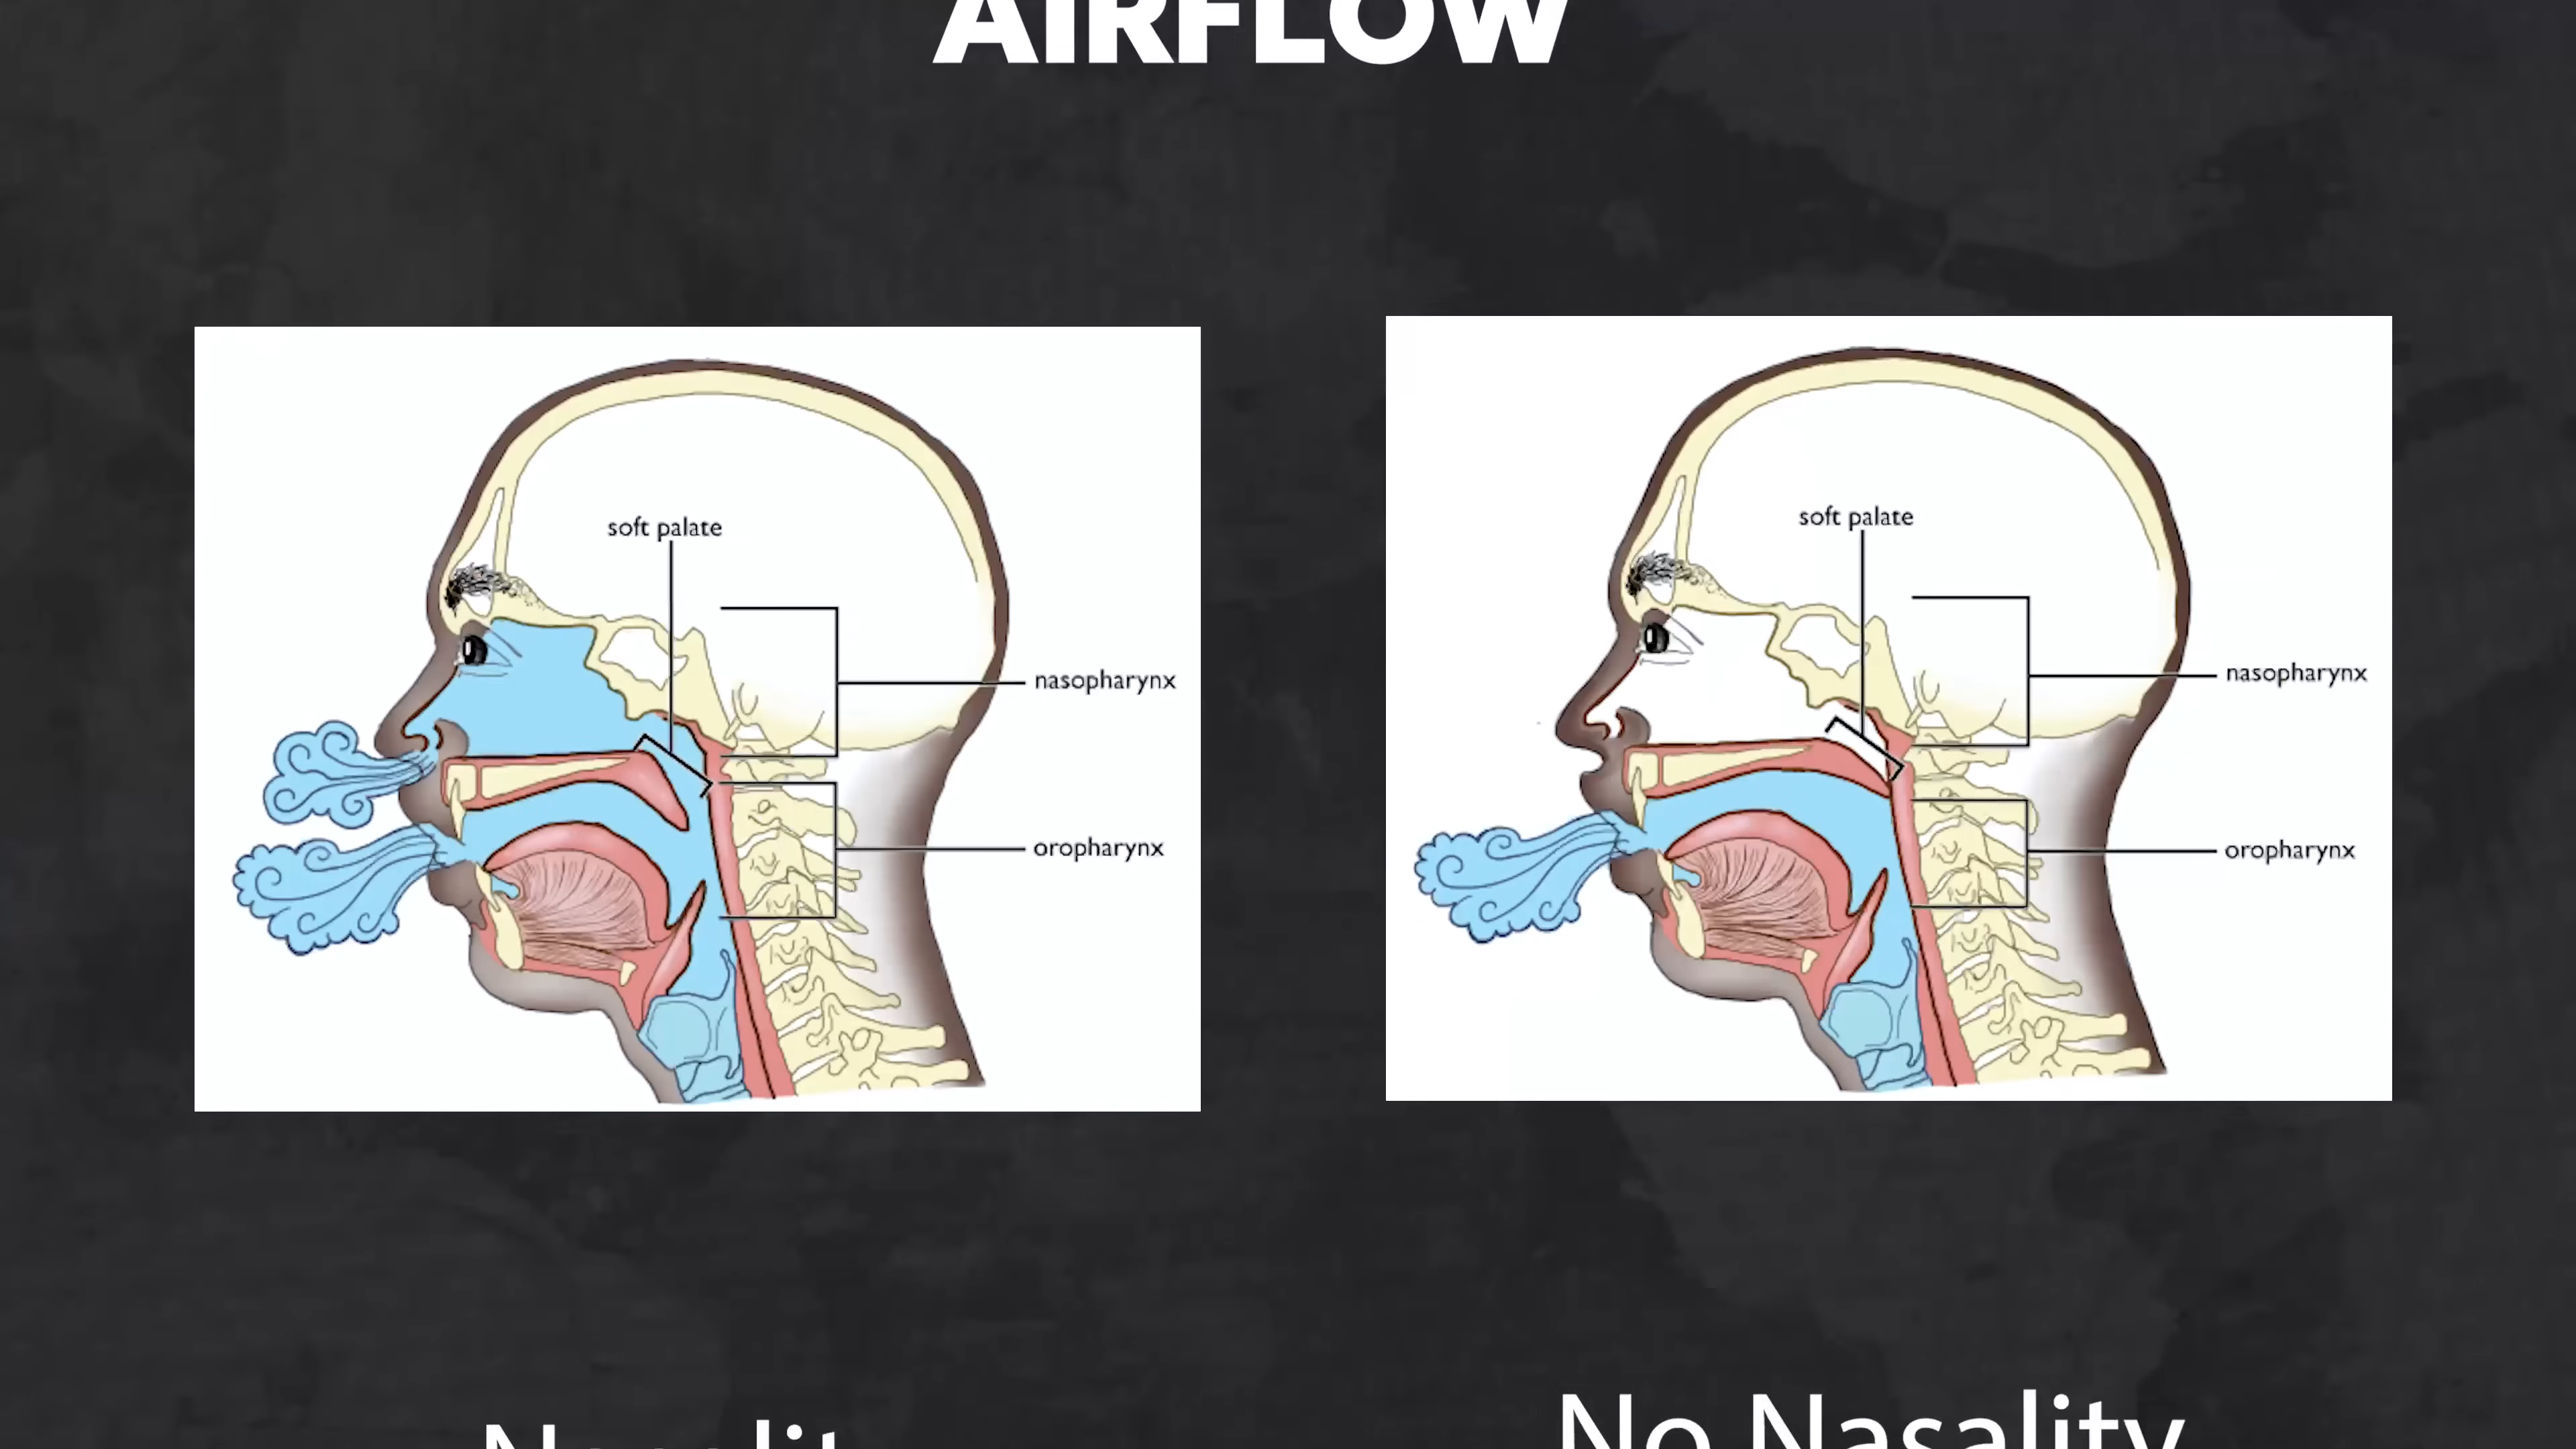 AIRFLOW
soft palate
nasopharynx
oropharynx
soft palate
nasopharynx
oropharynx
No Nasality